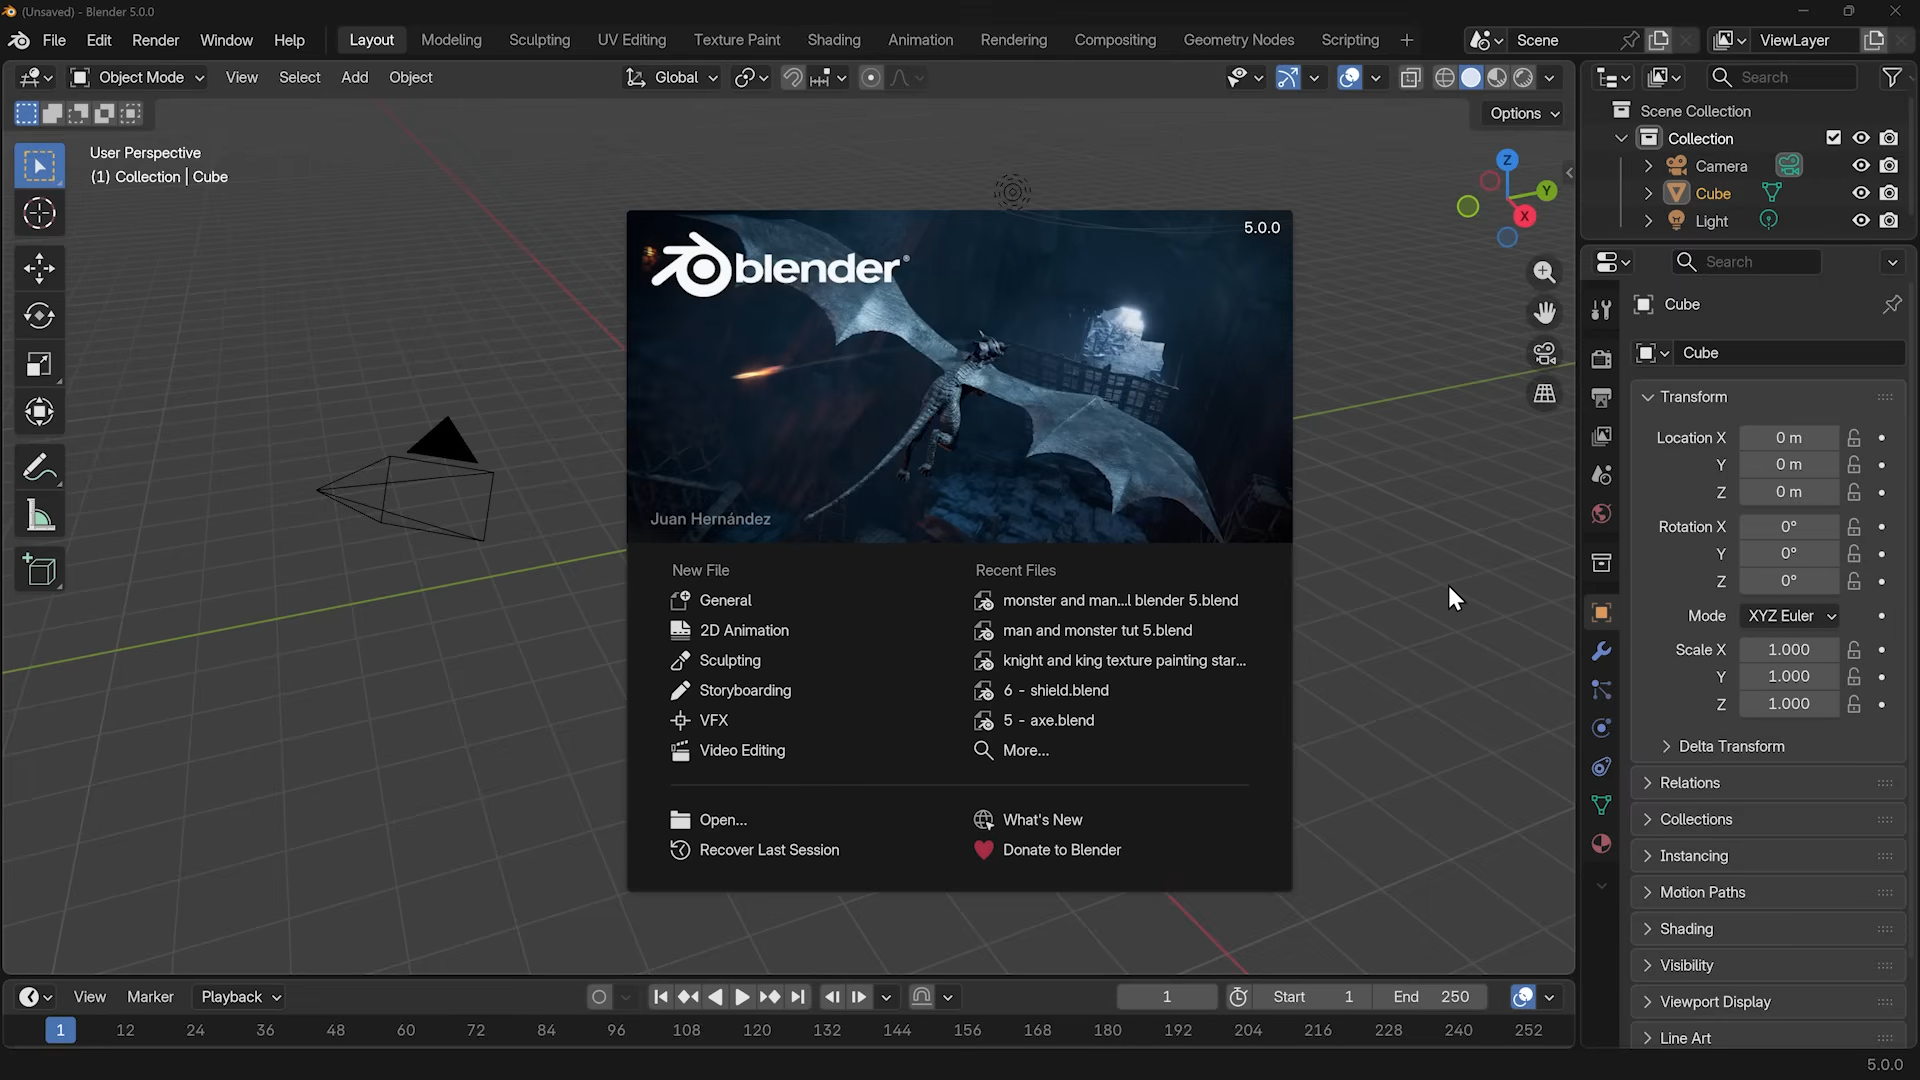 (Unsaved) - Blender 5.0.0
File Edit Render Window Help Layout Modeling Sculpting UV Editing Texture Paint Shading Animation Rendering Compositing Geometry Nodes Scripting + Scene ViewLayer
Object Mode View Select Add Object Global Search
Options
User Perspective
(1) Collection | Cube
Z
Y
X
Scene Collection
Collection
Camera
Cube
Light
Search
Cube
Cube
Transform
Location X 0 m
Y 0 m
Z 0 m
Rotation X 0°
Y 0°
Z 0°
Mode XYZ Euler
Scale X 1.000
Y 1.000
Z 1.000
Delta Transform
Relations
Collections
Instancing
Motion Paths
Shading
Visibility
Viewport Display
Line Art
5.0.0
blender®
Juan Hernández
New File
General
2D Animation
Sculpting
Storyboarding
VFX
Video Editing
Recent Files
monster and man...l blender 5.blend
man and monster tut 5.blend
knight and king texture painting star...
6 - shield.blend
5 - axe.blend
More...
Open...
Recover Last Session
What's New
Donate to Blender
View Marker Playback 1 Start 1 End 250
1 12 24 36 48 60 72 84 96 108 120 132 144 156 168 180 192 204 216 228 240 252
5.0.0